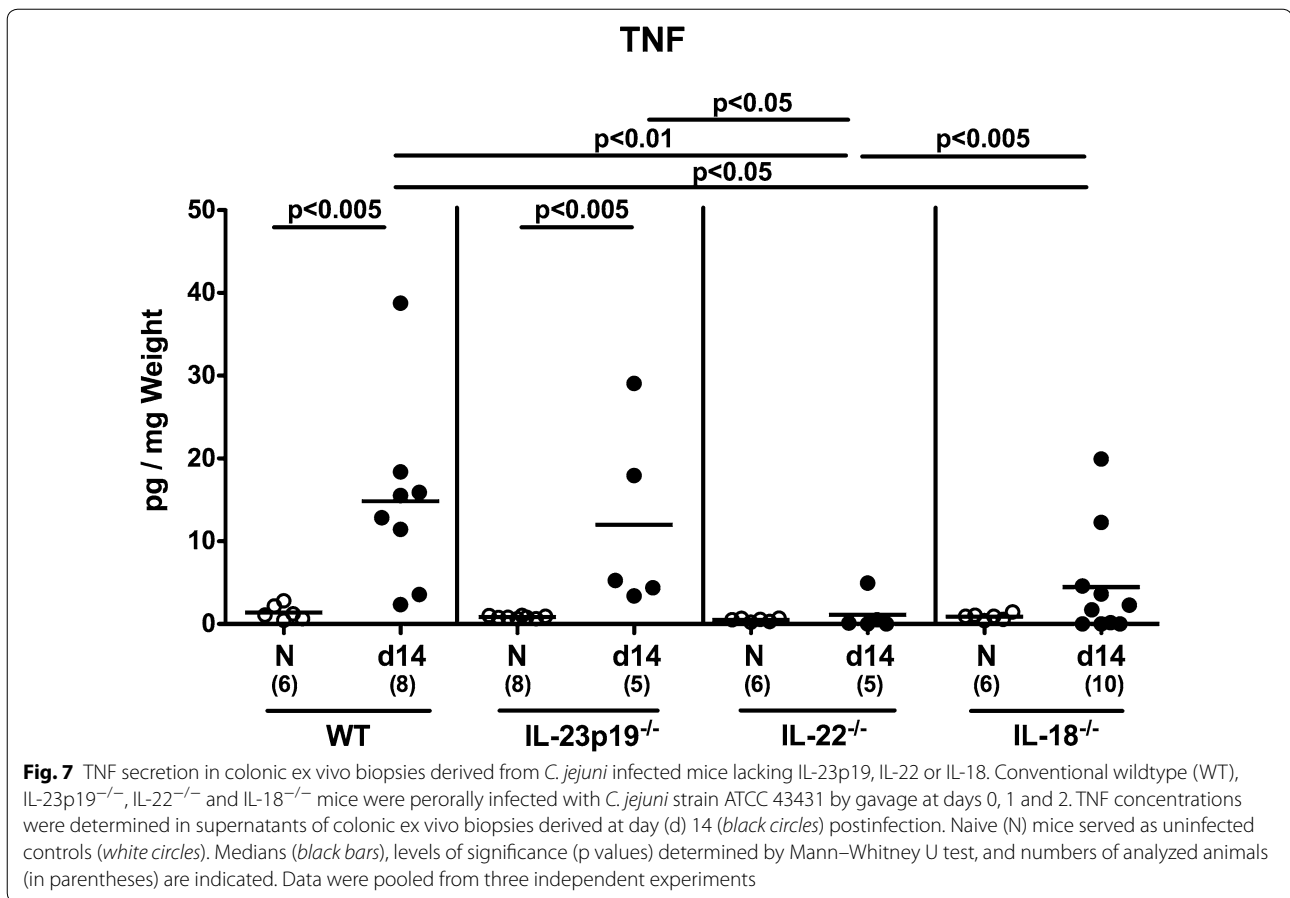 TNF
p<0.05
p<0.01 p<0.005
p<0.05
50 p<0.005 p<0.005
40
30
20
10
0
pg / mg Weight
N d14 N d14 N d14 N d14
(6) (8) (8) (5) (6) (5) (6) (10)
WT IL-23p19-/- IL-22-/- IL-18-/-
Fig. 7 TNF secretion in colonic ex vivo biopsies derived from C. jejuni infected mice lacking IL-23p19, IL-22 or IL-18. Conventional wildtype (WT),
IL-23p19−/−, IL-22−/− and IL-18−/− mice were perorally infected with C. jejuni strain ATCC 43431 by gavage at days 0, 1 and 2. TNF concentrations
were determined in supernatants of colonic ex vivo biopsies derived at day (d) 14 (black circles) postinfection. Naive (N) mice served as uninfected
controls (white circles). Medians (black bars), levels of significance (p values) determined by Mann–Whitney U test, and numbers of analyzed animals
(in parentheses) are indicated. Data were pooled from three independent experiments